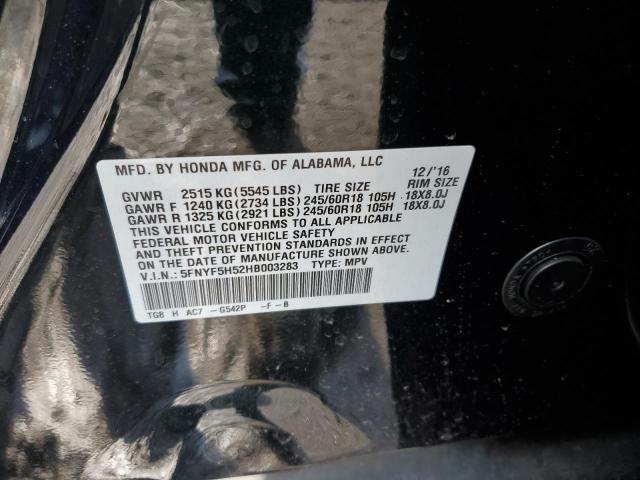 MFD. BY HONDA MFG. OF ALABAMA, LLC 12/'16
GVWR 2515 KG (5545 LBS) TIRE SIZE RIM SIZE
GAWR F 1240 KG (2734 LBS) 245/60R18 105H 18X8.0J
GAWR R 1325 KG (2921 LBS) 245/60R18 105H 18X8.0J
THIS VEHICLE CONFORMS TO ALL APPLICABLE
FEDERAL MOTOR VEHICLE SAFETY
AND THEFT PREVENTION STANDARDS IN EFFECT
ON THE DATE OF MANUFACTURE SHOWN ABOVE.
V.I.N.: 5FNYF5H52HB003283 TYPE: MPV
TG8 H AC7 -G542P -F -B